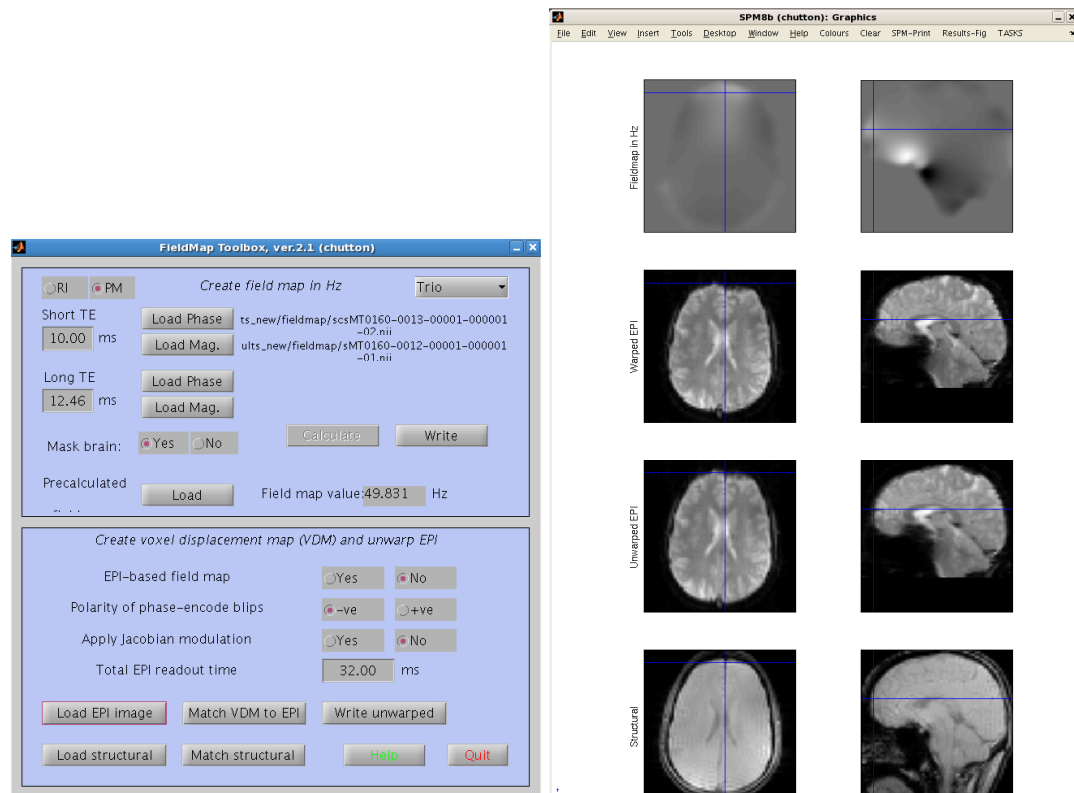 FieldMap Toolbox, ver.2.1 (chutton)
RI PM Create field map in Hz Trio
Short TE
10.00 ms
Load Phase ts_new/fieldmap/scsMT0160-0013-00001-000001
-02.nii
Load Mag. ults_new/fieldmap/sMT0160-0012-00001-000001
-01.nii
Long TE
12.46 ms
Load Phase
Load Mag.
Calculate Write
Mask brain: Yes No
Precalculated
Load Field map value: 49.831 Hz
Create voxel displacement map (VDM) and unwarp EPI
EPI-based field map Yes No
Polarity of phase-encode blips -ve +ve
Apply Jacobian modulation Yes No
Total EPI readout time 32.00 ms
Load EPI image Match VDM to EPI Write unwarped
Load structural Match structural Help Quit
SPM8b (chutton): Graphics
File Edit View Insert Tools Desktop Window Help Colours Clear SPM-Print Results-Fig TASKS
Fieldmap in Hz
Warped EPI
Unwarped EPI
Structural